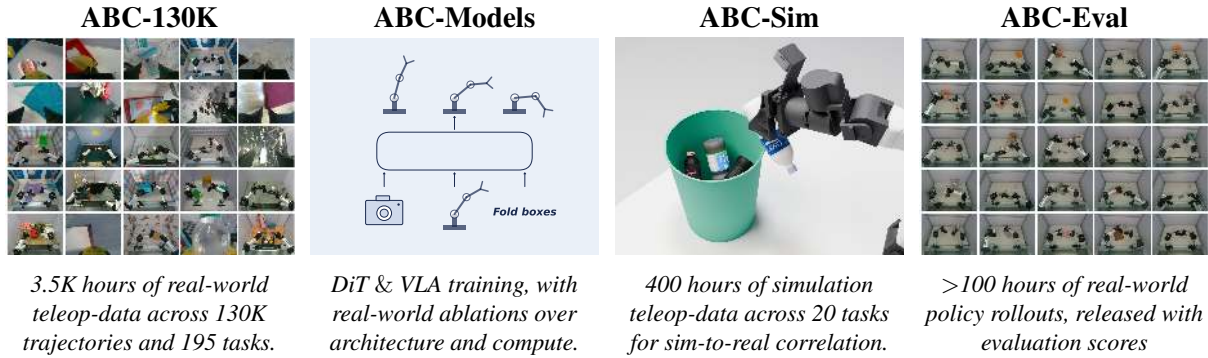 ABC-130K
ABC-Models
ABC-Sim
ABC-Eval
Fold boxes
3.5K hours of real-world
teleop-data across 130K
trajectories and 195 tasks.
DiT & VLA training, with
real-world ablations over
architecture and compute.
400 hours of simulation
teleop-data across 20 tasks
for sim-to-real correlation.
>100 hours of real-world
policy rollouts, released with
evaluation scores